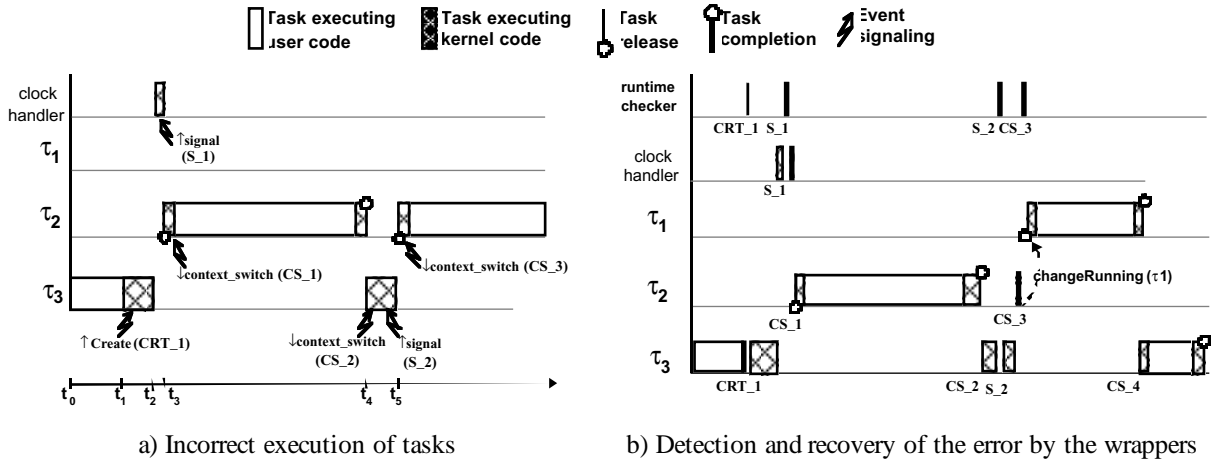 Task executing user code
Task executing kernel code
Task release
Task completion
Event signaling
clock handler
↑signal (S_1)
τ1
τ2
↓context_switch (CS_1)
↓context_switch (CS_3)
τ3
↑ Create (CRT_1)
↓context_switch (CS_2)
↑signal (S_2)
t0 t1 t2 t3 t4 t5
a) Incorrect execution of tasks
runtime checker
CRT_1 S_1 S_2 CS_3
clock handler
S_1
τ1
changeRunning (τ1)
τ2
CS_1 CS_3
τ3
CRT_1 CS_2 S_2 CS_4
b) Detection and recovery of the error by the wrappers